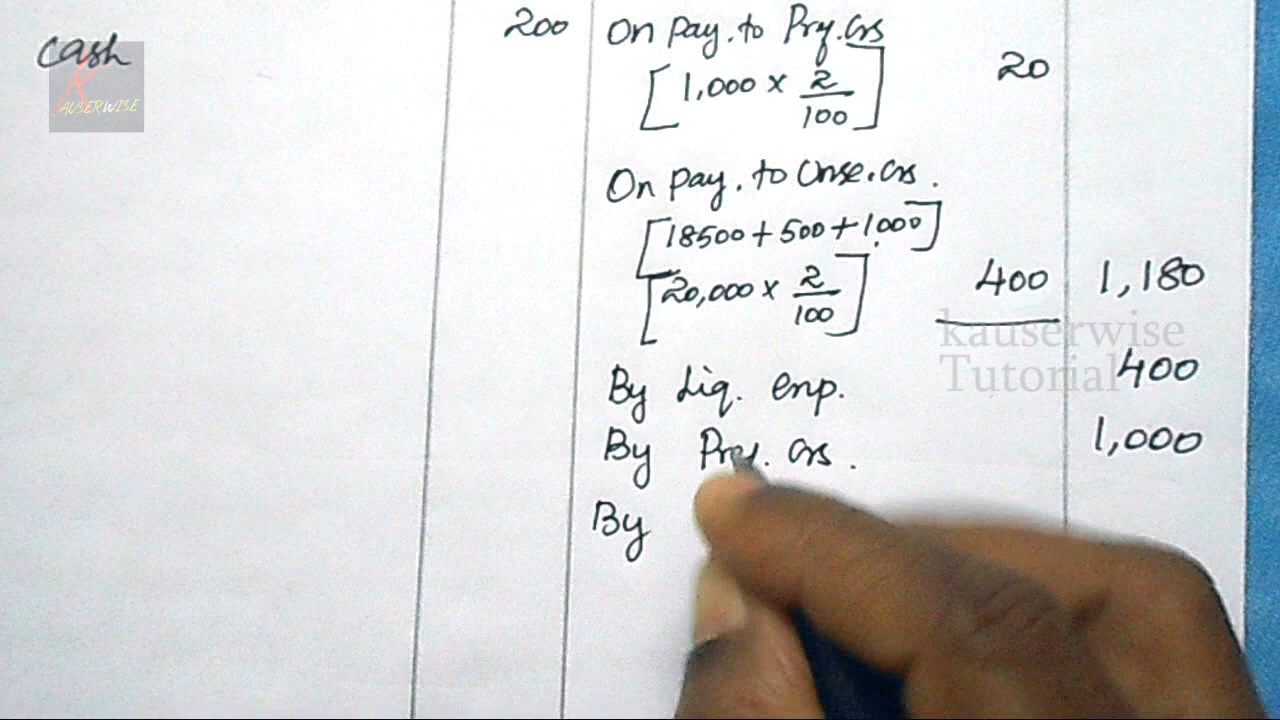 Cash 200
KAUSERWISE
On pay. to Pry. Crs
[1,000 × 2/100] 20
On pay. to Unse. Crs.
[18500 + 500 + 1,000]
[20,000 × 2/100] 400 1,180
kauserwise
Tutorial
By Liq. Enp. 400
By Pry. Crs. 1,000
By